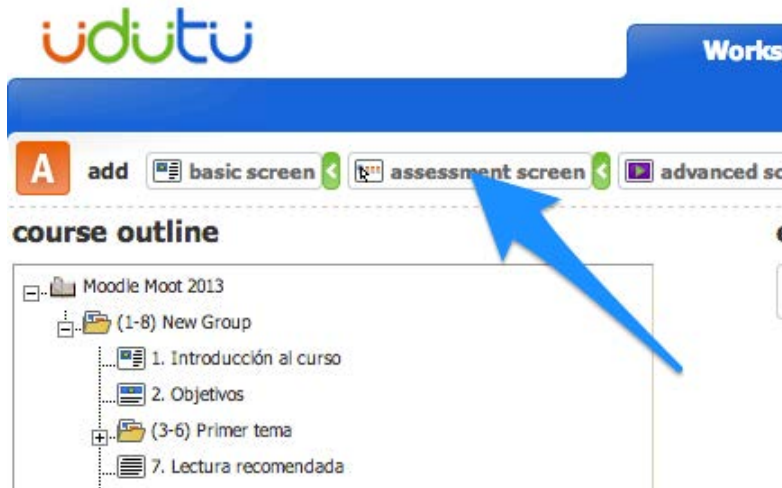 udutu
Works
A add basic screen assessment screen advanced sc
course outline
Moodle Moot 2013
(1-8) New Group
1. Introducción al curso
2. Objetivos
(3-6) Primer tema
7. Lectura recomendada